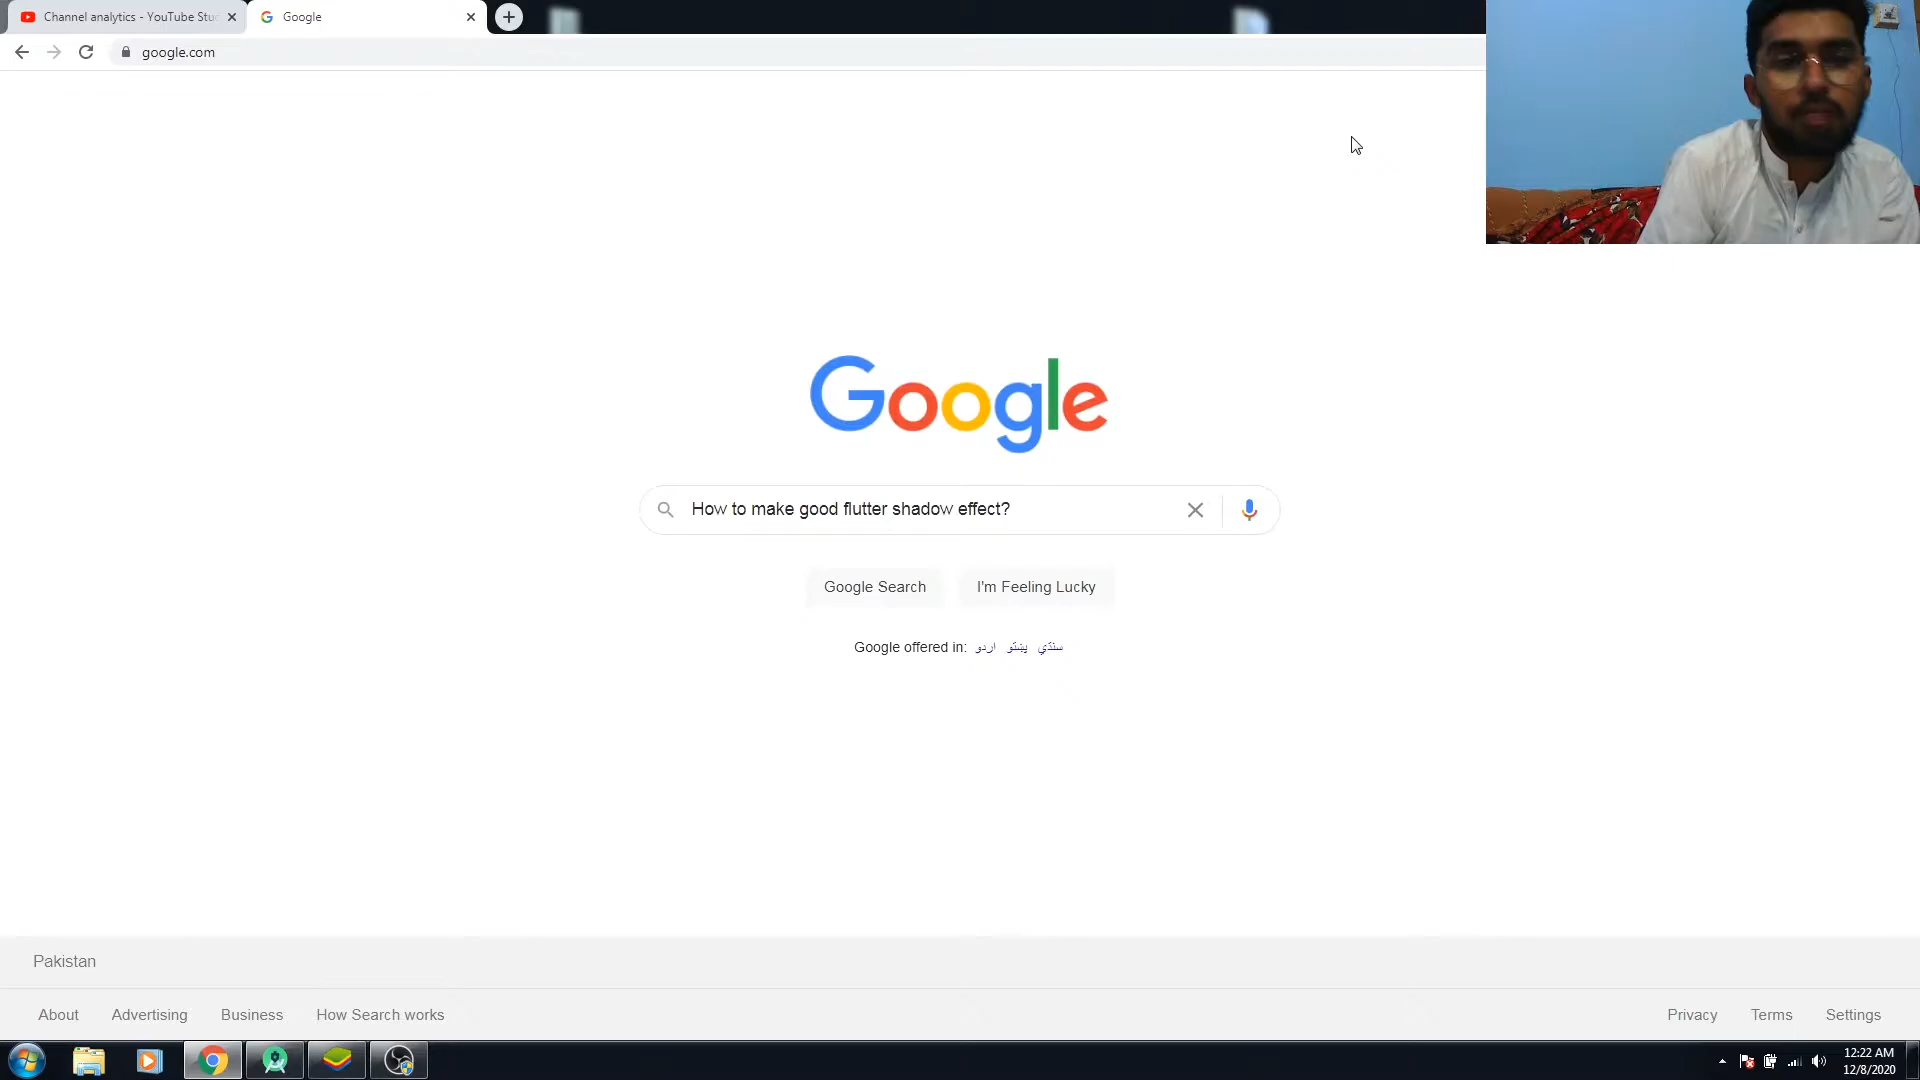 Channel analytics - YouTube Stu
Google
google.com
Google
How to make good flutter shadow effect?
Google Search
I'm Feeling Lucky
Google offered in: اردو پښتو سنڌي
Pakistan
About Advertising Business How Search works
Privacy Terms Settings
12:22 AM
12/8/2020